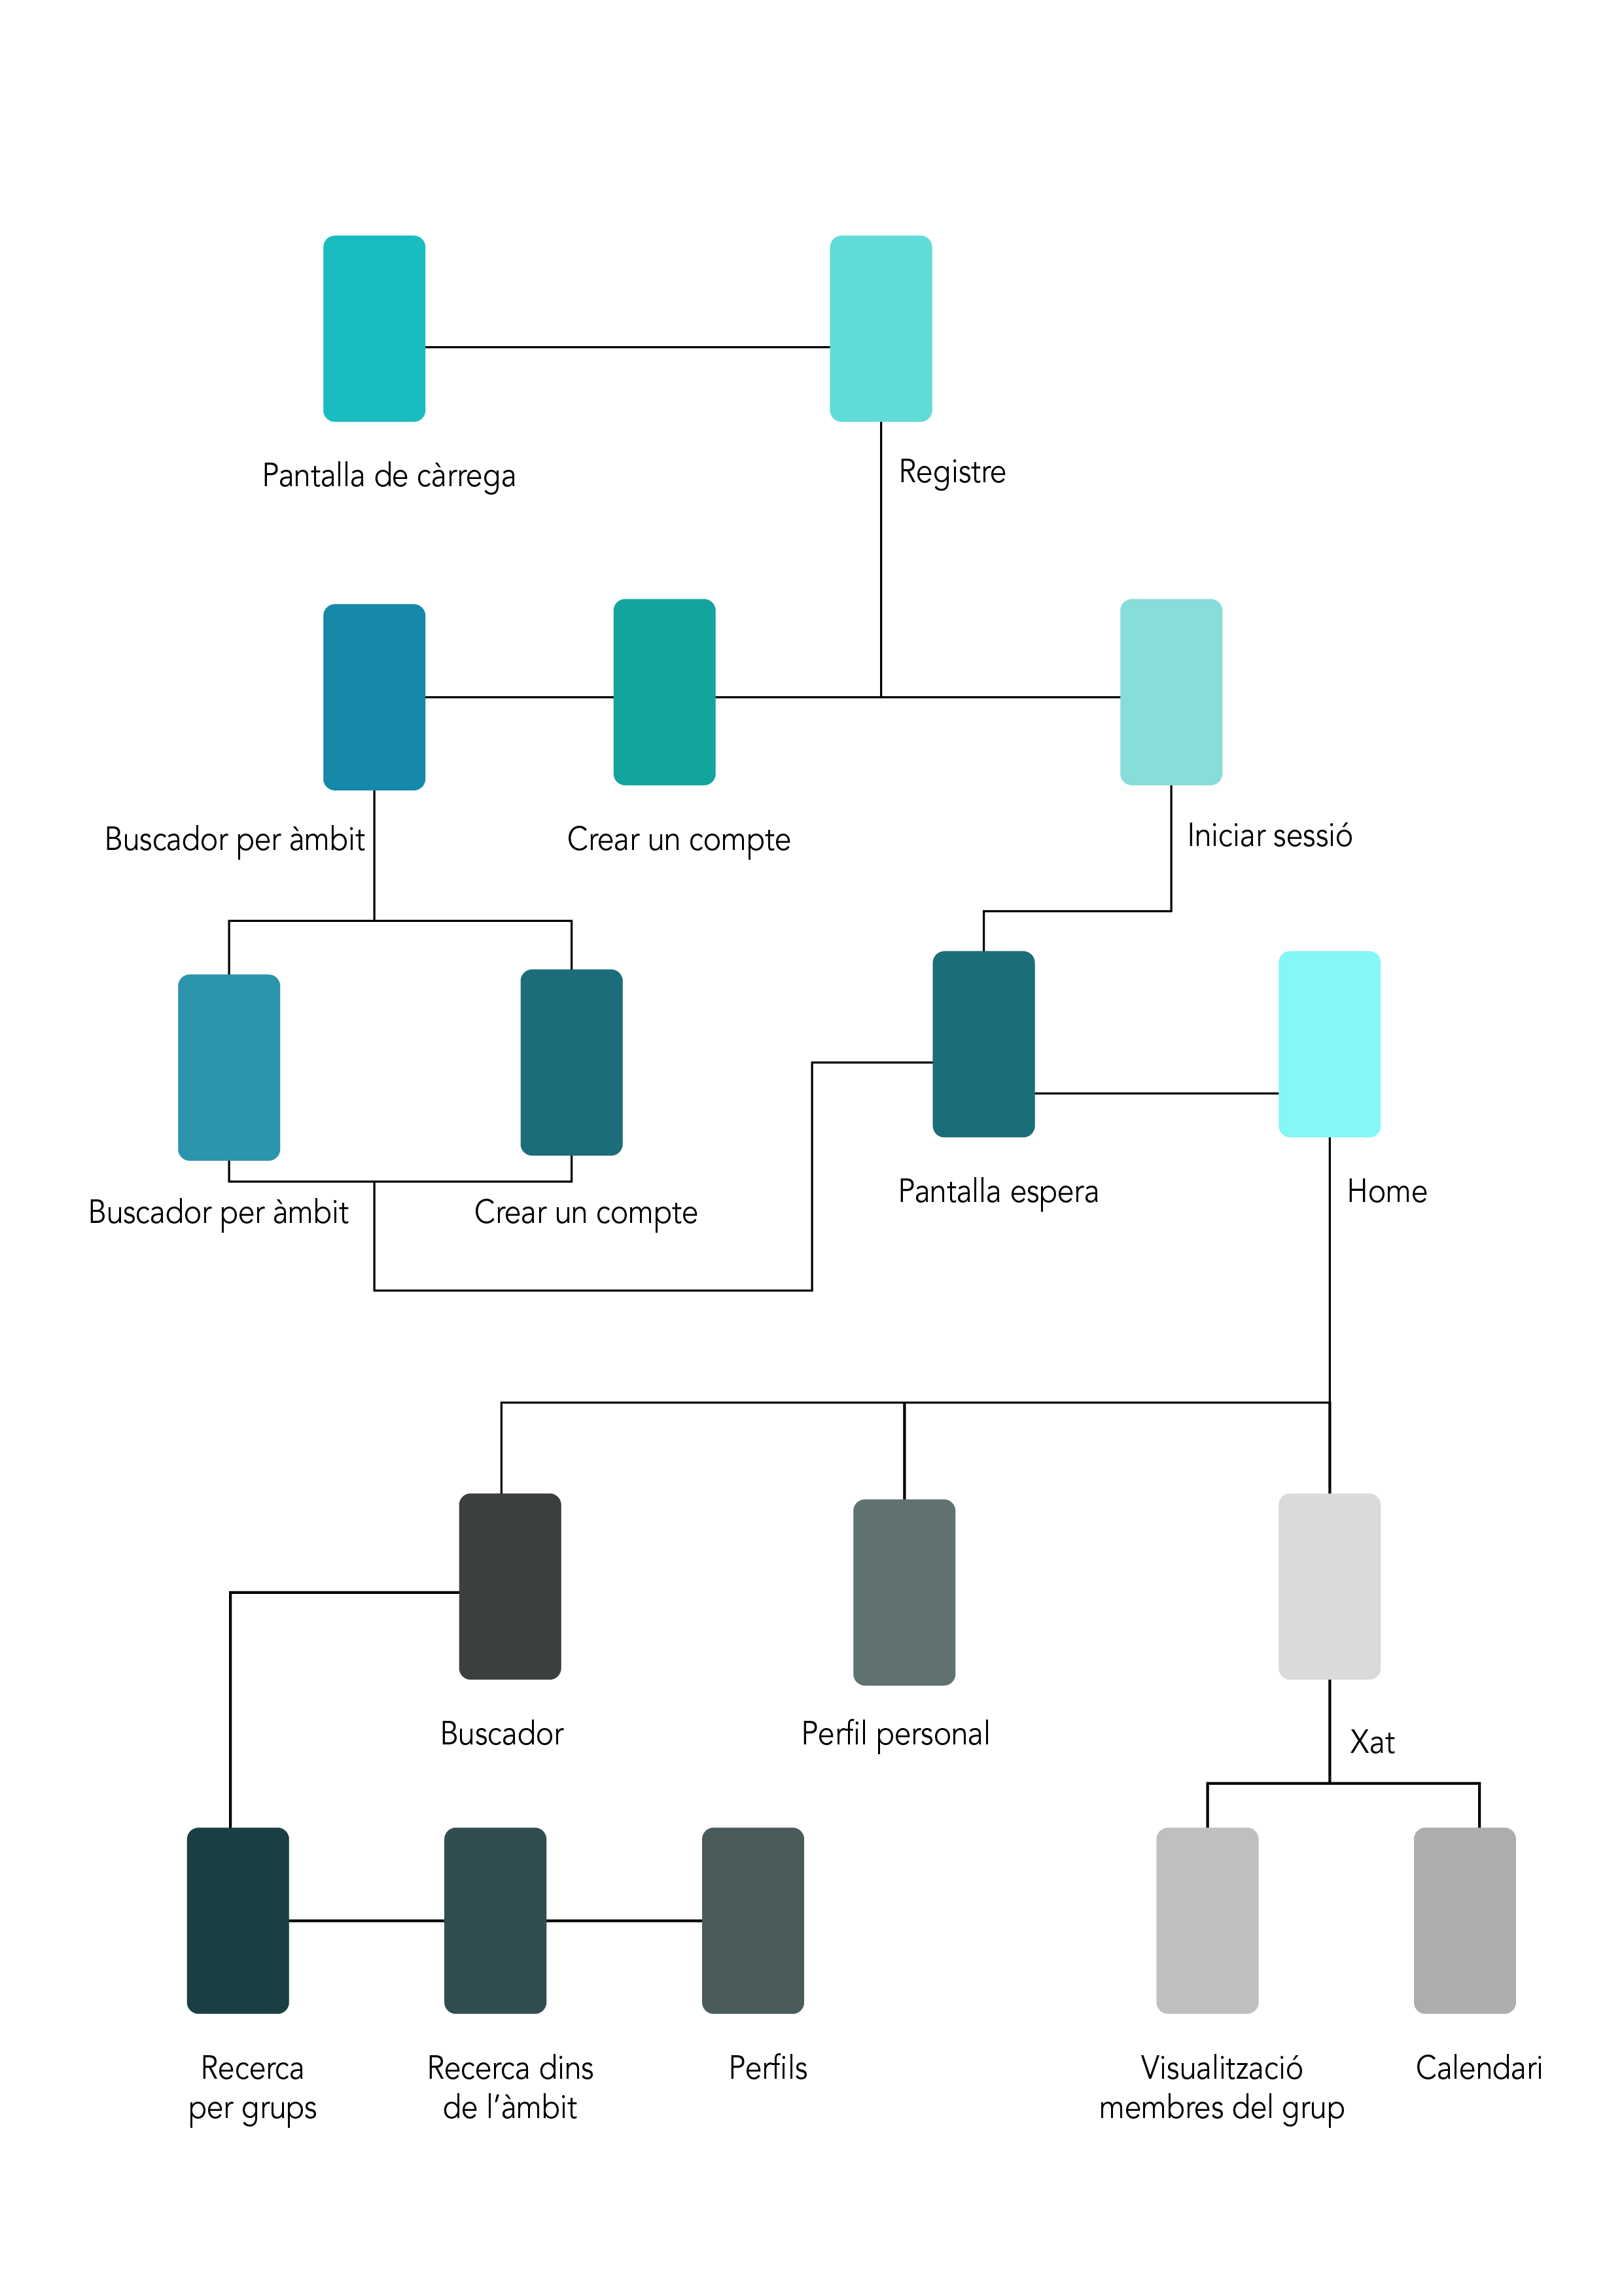 Pantalla de càrrega
Registre
Buscador per àmbit
Crear un compte
Iniciar sessió
Buscador per àmbit
Crear un compte
Pantalla espera
Home
Buscador
Perfil personal
Xat
Recerca
per grups
Recerca dins
de l’àmbit
Perfils
Visualització
membres del grup
Calendari